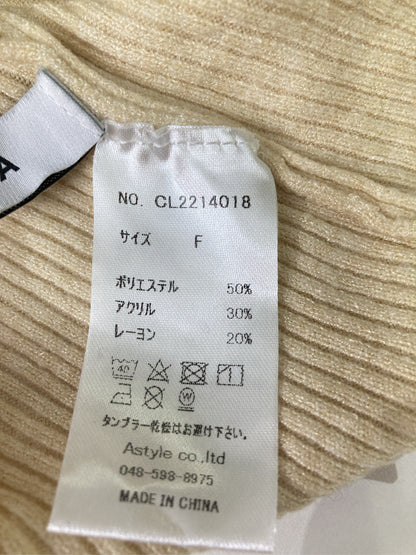 A
NO. CL2214018
サイズ F
ポリエステル 50%
アクリル 30%
レーヨン 20%
40
W
タンブラー乾燥はお避け下さい。
Astyle co.,ltd
048-598-8975
MADE IN CHINA